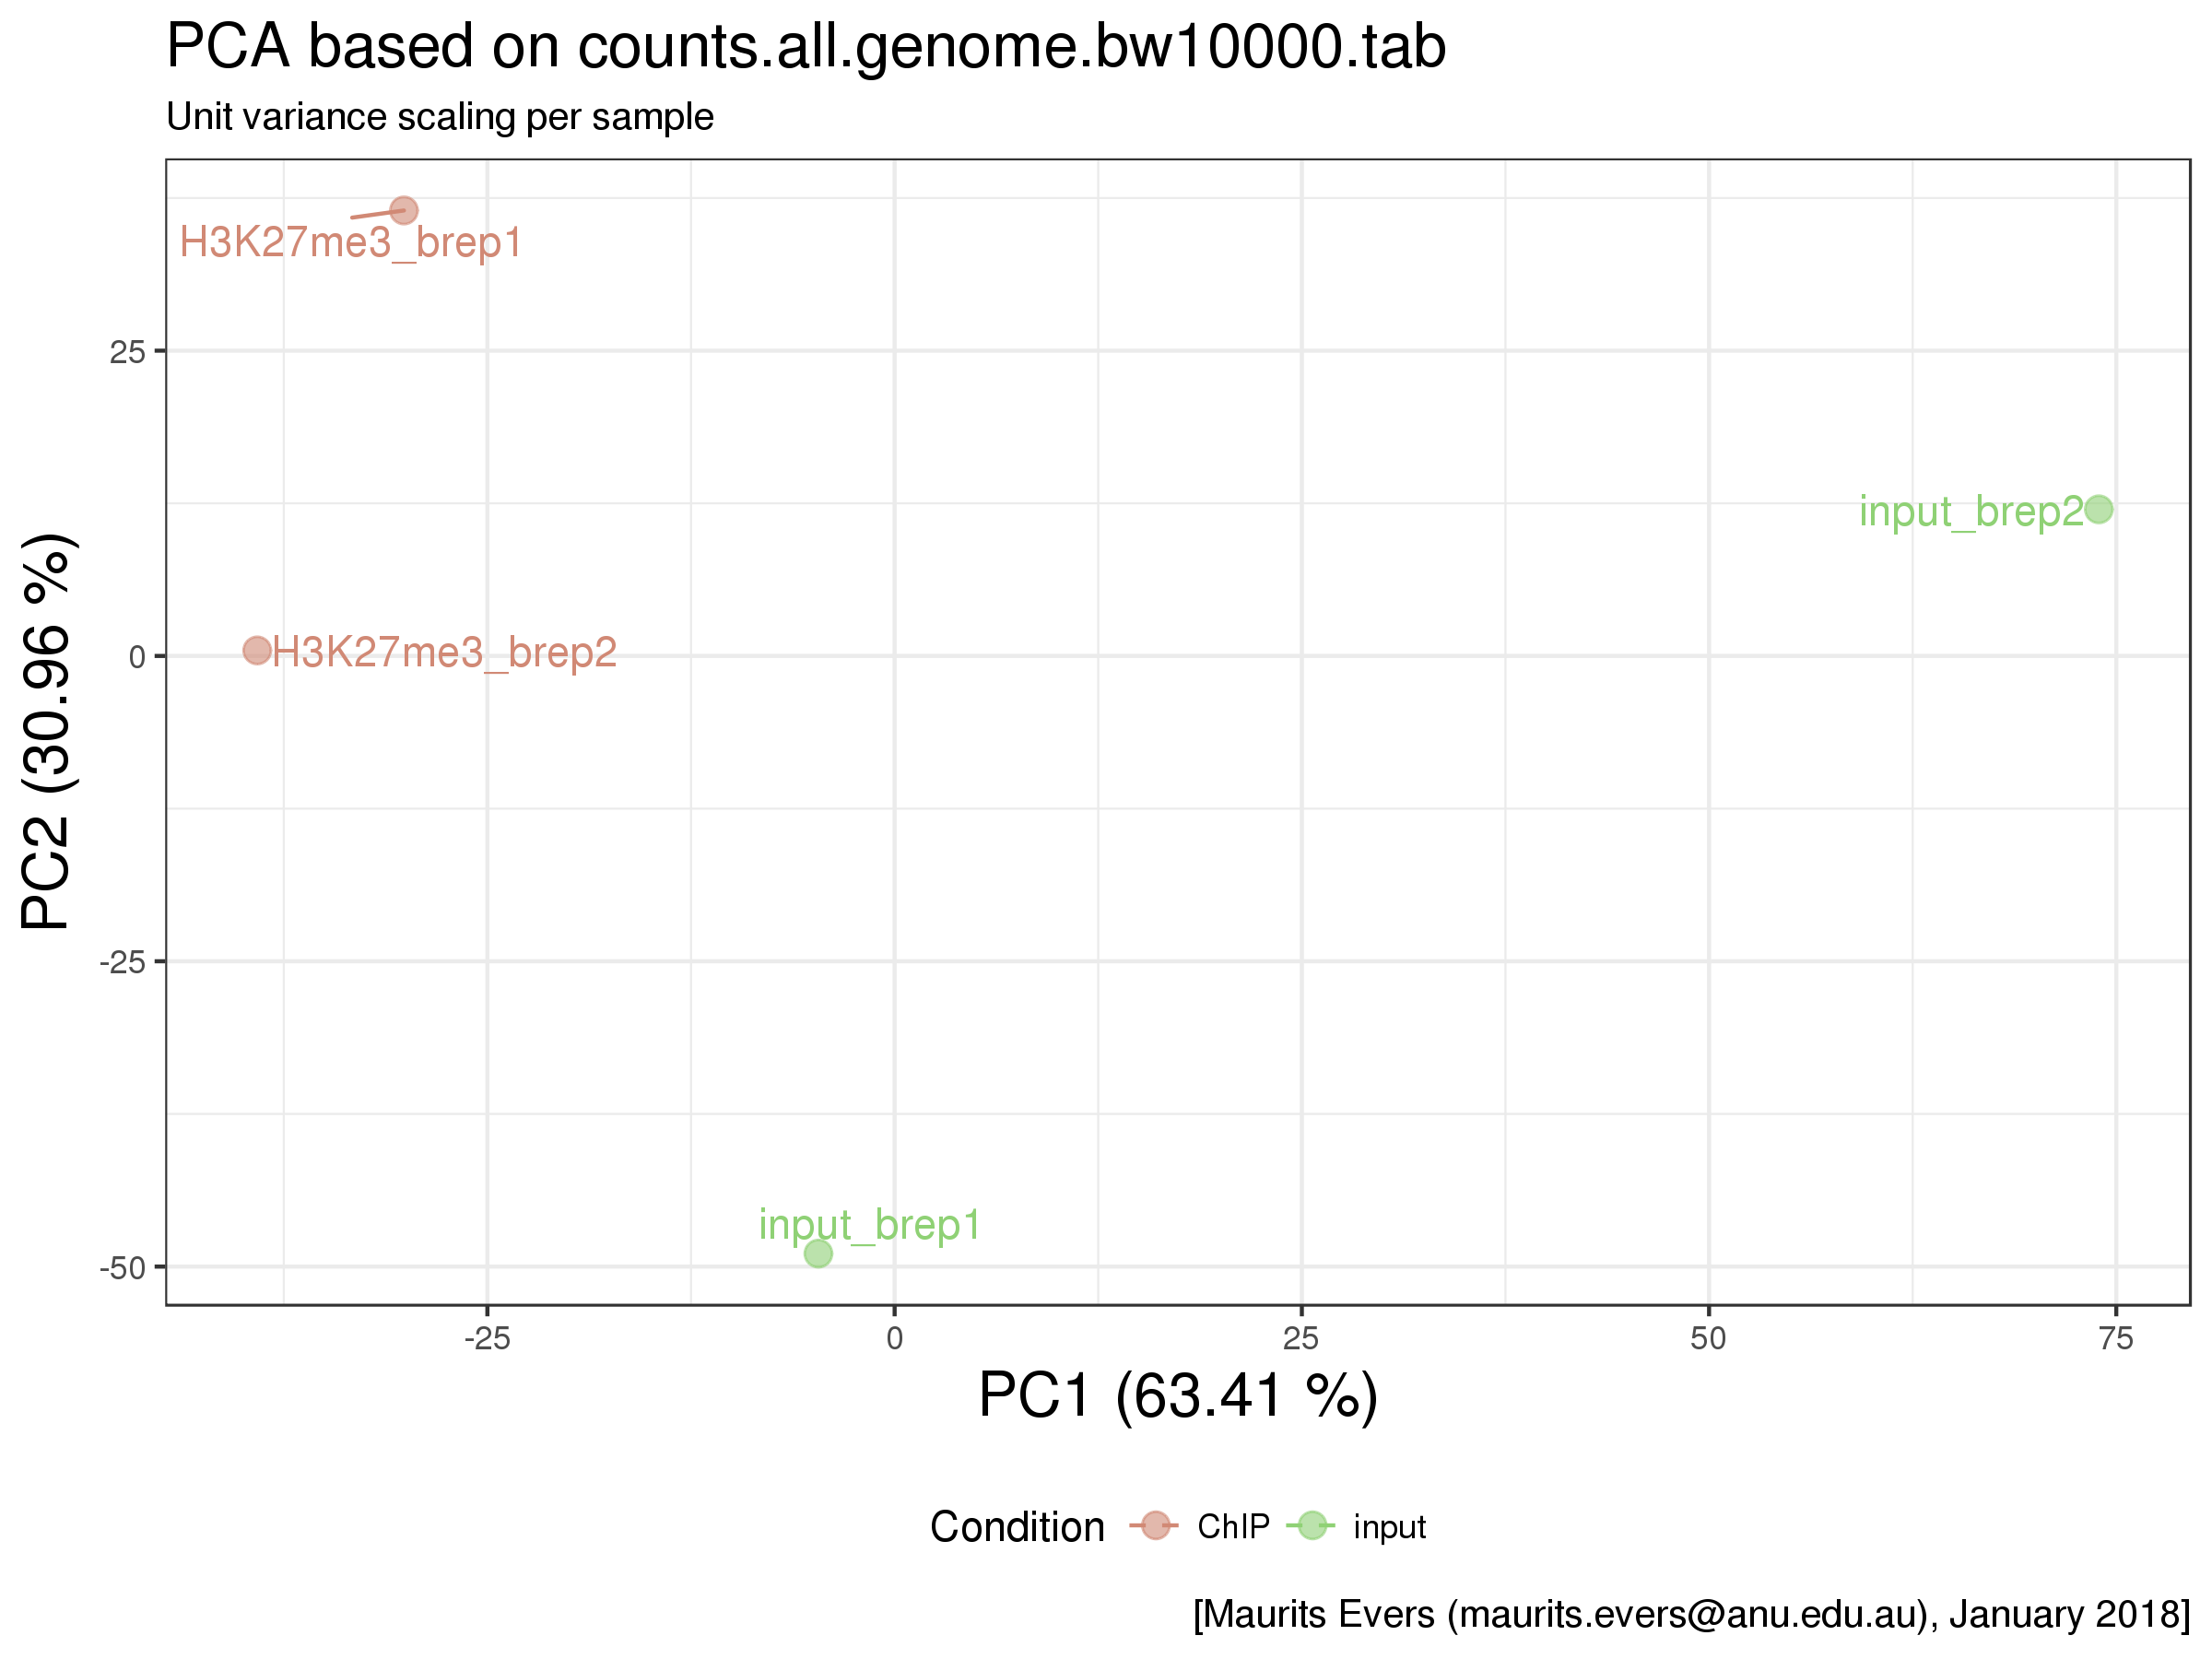 PCA based on counts.all.genome.bw10000.tab
Unit variance scaling per sample
H3K27me3_brep1
25
input_brep2
PC2 (30.96 %)
0
H3K27me3_brep2
-25
input_brep1
-50
-25
0
25
50
75
PC1 (63.41 %)
Condition ChIP input
[Maurits Evers (maurits.evers@anu.edu.au), January 2018]